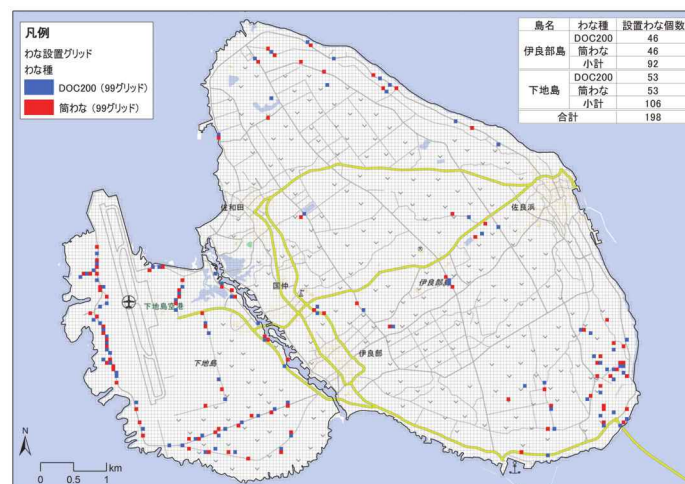 凡例
わな設置グリッド
わな種
DOC200（99グリッド）
筒わな（99グリッド）
島名 わな種 設置わな個数
伊良部島 DOC200 46
筒わな 46
小計 92
下地島 DOC200 53
筒わな 53
小計 106
合計 198
佐和田
佐良浜
国仲
伊良部島
下地島空港
下地島
伊良部
N
0 0.5 1 km